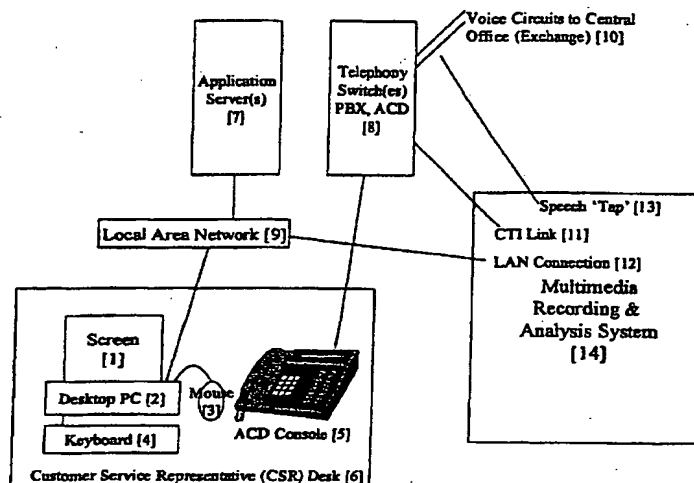 Voice Circuits to Central
Office (Exchange) [10]
Application
Server(s)
[7]
Telephony
Switch(es)
PBX, ACD
[8]
Speech 'Tap' [13]
Local Area Network [9]
CTI Link [11]
LAN Connection [12]
Multimedia
Recording &
Analysis System
[14]
Screen
[1]
Desktop PC [2]
Mouse
[3]
Keyboard [4]
ACD Console [5]
Customer Service Representative (CSR) Desk [6]